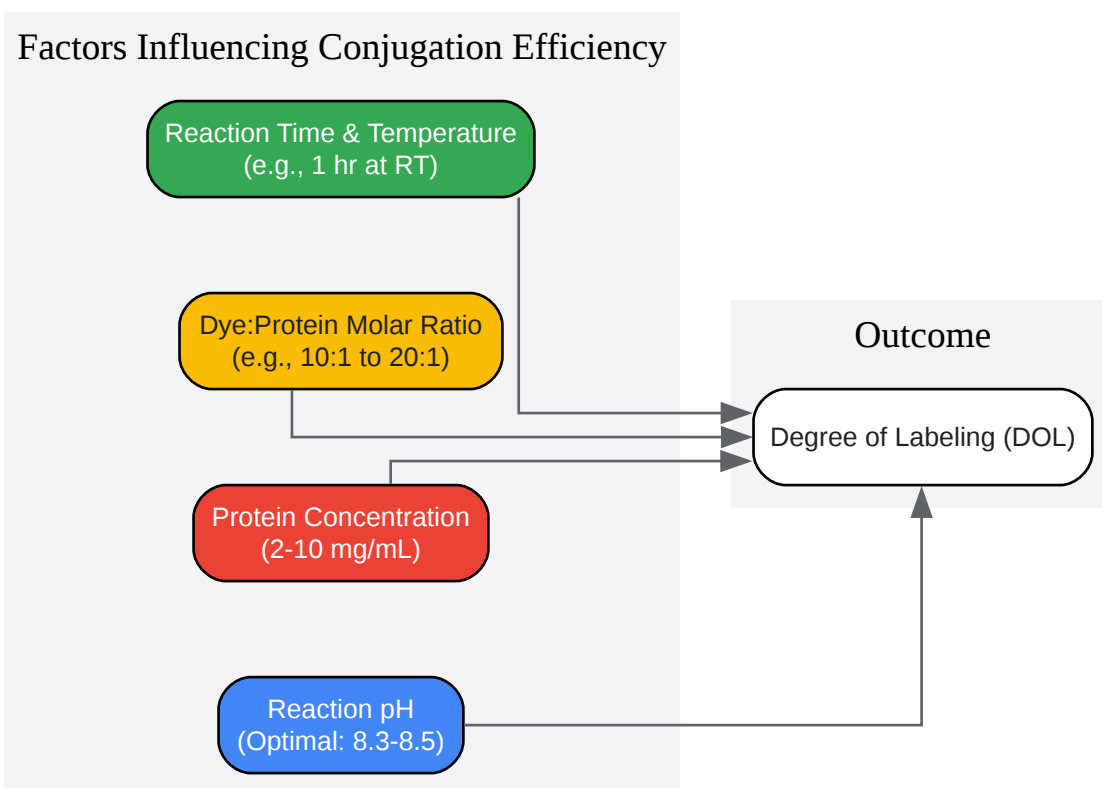 Factors Influencing Conjugation Efficiency
Reaction Time & Temperature
(e.g., 1 hr at RT)
Dye:Protein Molar Ratio
(e.g., 10:1 to 20:1)
Protein Concentration
(2-10 mg/mL)
Reaction pH
(Optimal: 8.3-8.5)
Outcome
Degree of Labeling (DOL)